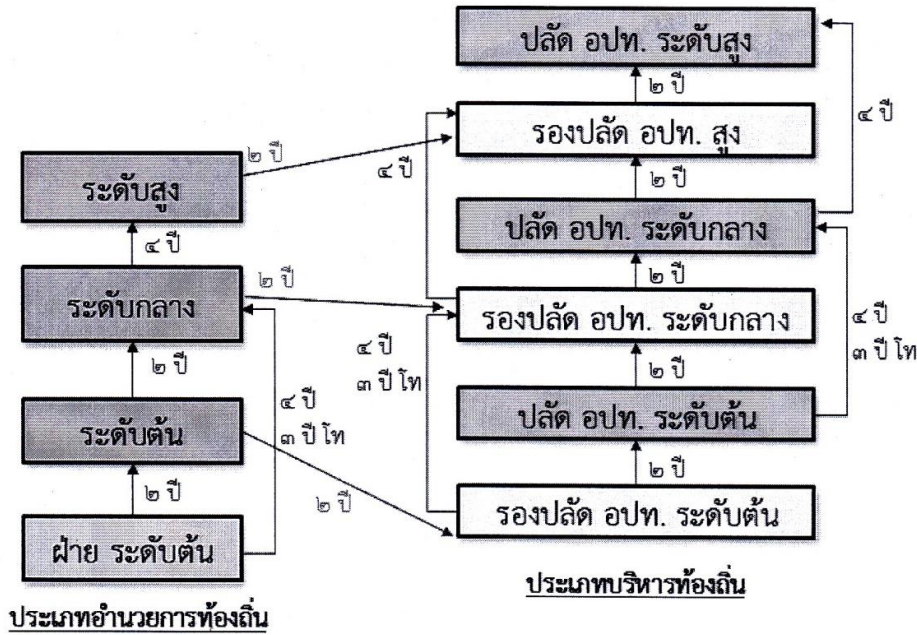 ปลัด อปท. ระดับสูง
๒ ปี
๔ ปี
รองปลัด อปท. สูง
๒ ปี
๔ ปี
๒ ปี
ระดับสูง
ปลัด อปท. ระดับกลาง
๔ ปี
๒ ปี
๒ ปี
ระดับกลาง
รองปลัด อปท. ระดับกลาง
๔ ปี
๓ ปี โท
๔ ปี
๓ ปี โท
๒ ปี
๒ ปี
ระดับต้น
๔ ปี
๓ ปี โท
ปลัด อปท. ระดับต้น
๒ ปี
๒ ปี
๒ ปี
ฝ่าย ระดับต้น
รองปลัด อปท. ระดับต้น
ประเภทอำนวยการท้องถิ่น
ประเภทบริหารท้องถิ่น